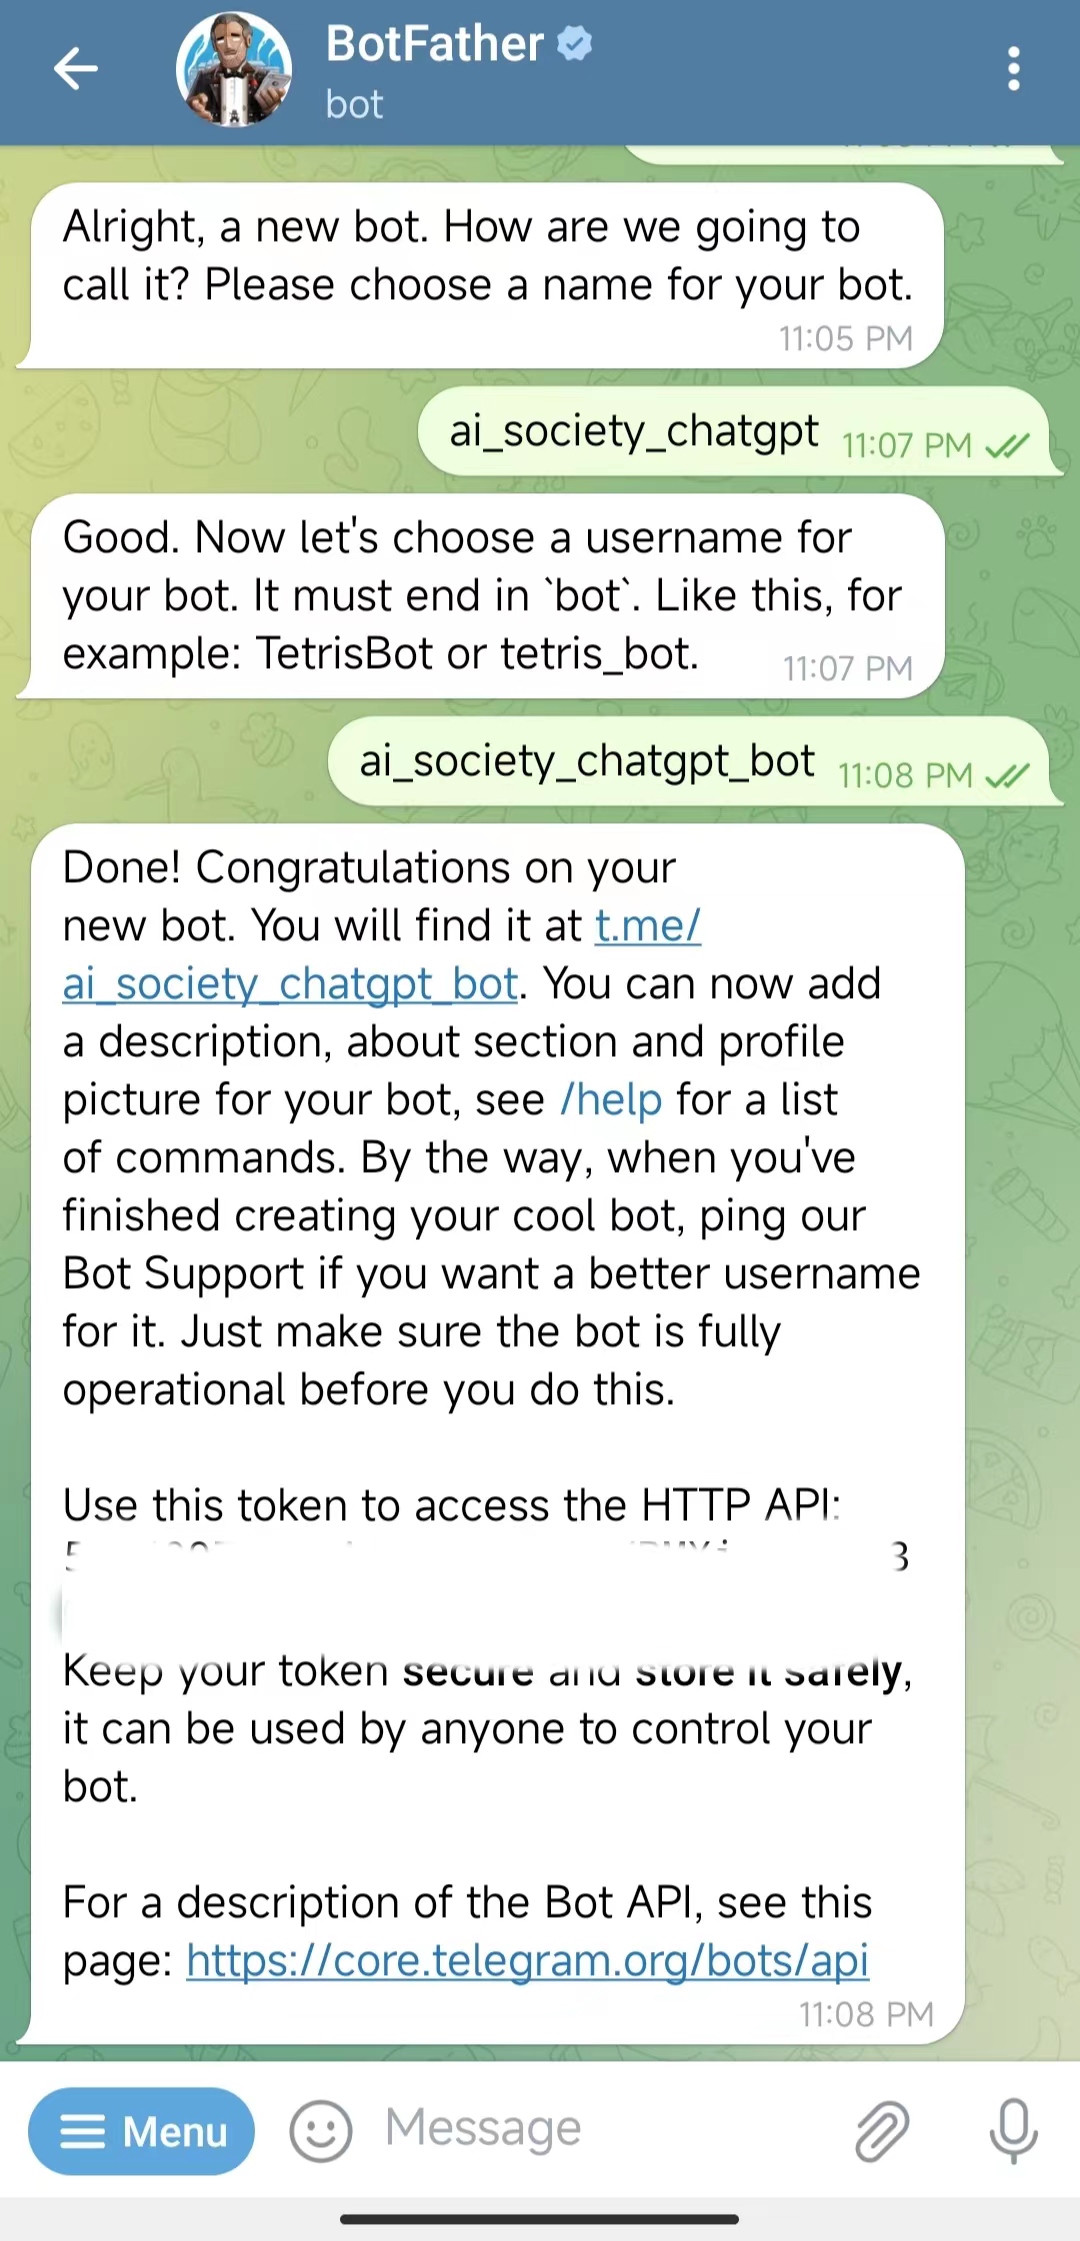 BotFather
bot
Alright, a new bot. How are we going to
call it? Please choose a name for your bot.
11:05 PM
ai_society_chatgpt 11:07 PM
Good. Now let's choose a username for
your bot. It must end in `bot`. Like this, for
example: TetrisBot or tetris_bot.
11:07 PM
ai_society_chatgpt_bot 11:08 PM
Done! Congratulations on your
new bot. You will find it at t.me/
ai_society_chatgpt_bot. You can now add
a description, about section and profile
picture for your bot, see /help for a list
of commands. By the way, when you've
finished creating your cool bot, ping our
Bot Support if you want a better username
for it. Just make sure the bot is fully
operational before you do this.
Use this token to access the HTTP API:
3
Keep your token secure and store it safely,
it can be used by anyone to control your
bot.
For a description of the Bot API, see this
page: https://core.telegram.org/bots/api
11:08 PM
Menu
Message